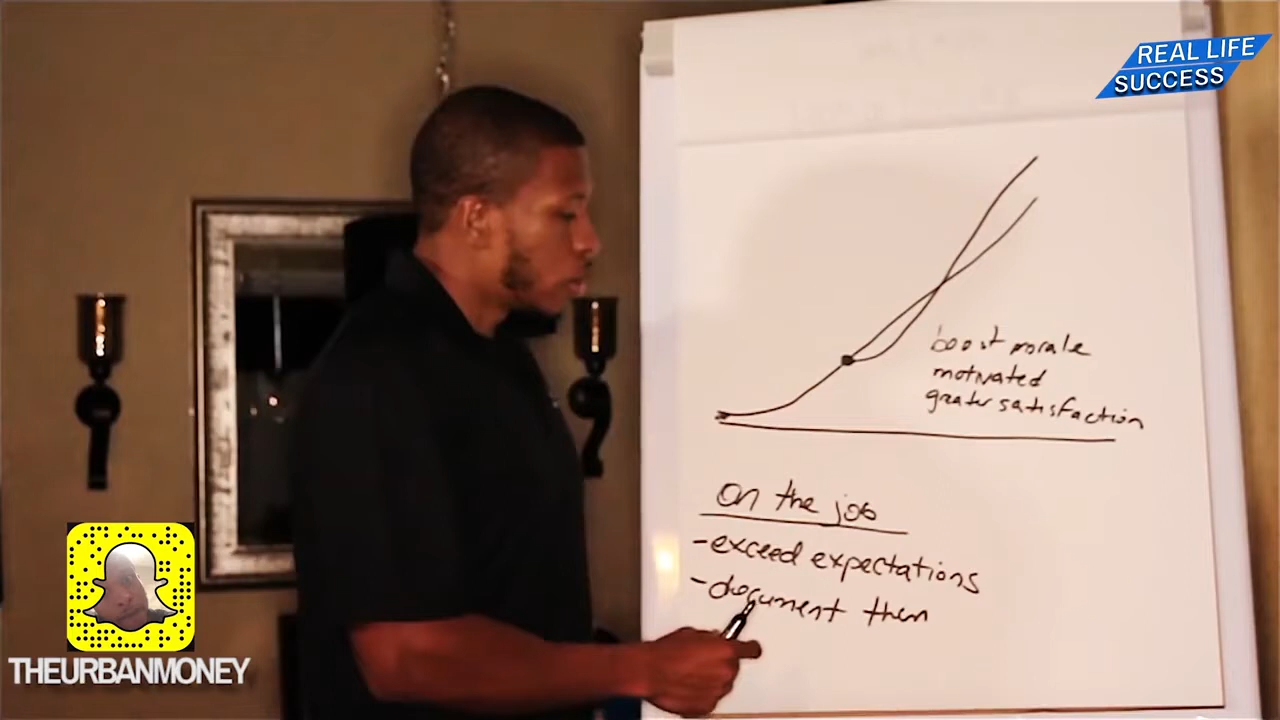 REAL LIFE
SUCCESS
boost morale
motivated
greater satisfaction
on the job
-exceed expectations
-document them
THEURBANMONEY